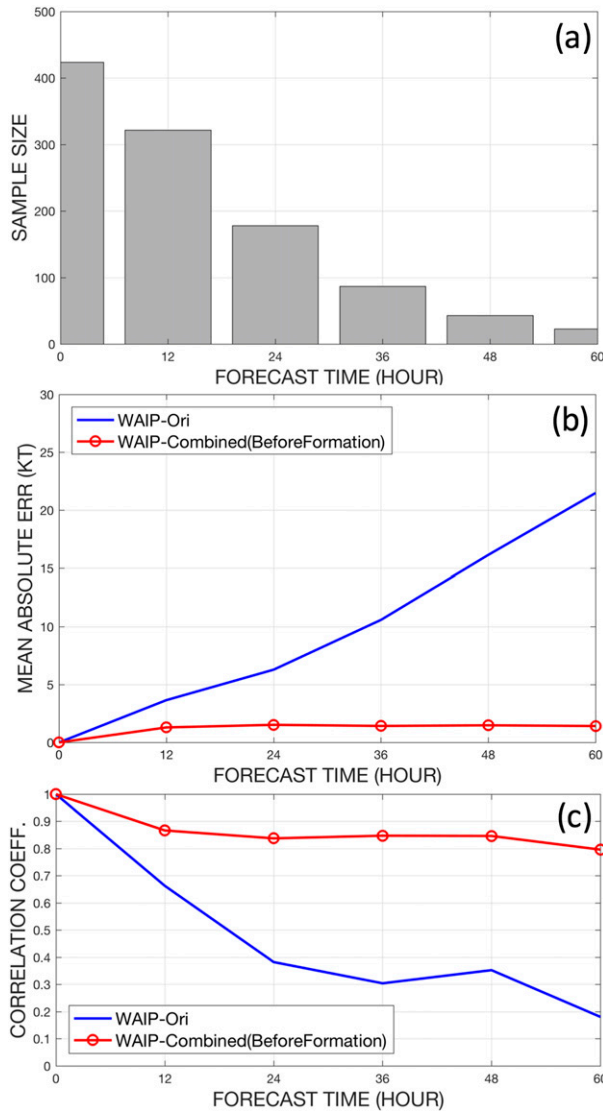 (a)
500
400
300
200
100
0
SAMPLE SIZE
0 12 24 36 48 60
FORECAST TIME (HOUR)
(b)
30
25
20
15
10
5
0
MEAN ABSOLUTE ERR (KT)
WAIP-Ori
WAIP-Combined(BeforeFormation)
0 12 24 36 48 60
FORECAST TIME (HOUR)
(c)
1
0.9
0.8
0.7
0.6
0.5
0.4
0.3
0.2
0.1
0
CORRELATION COEFF.
WAIP-Ori
WAIP-Combined(BeforeFormation)
0 12 24 36 48 60
FORECAST TIME (HOUR)